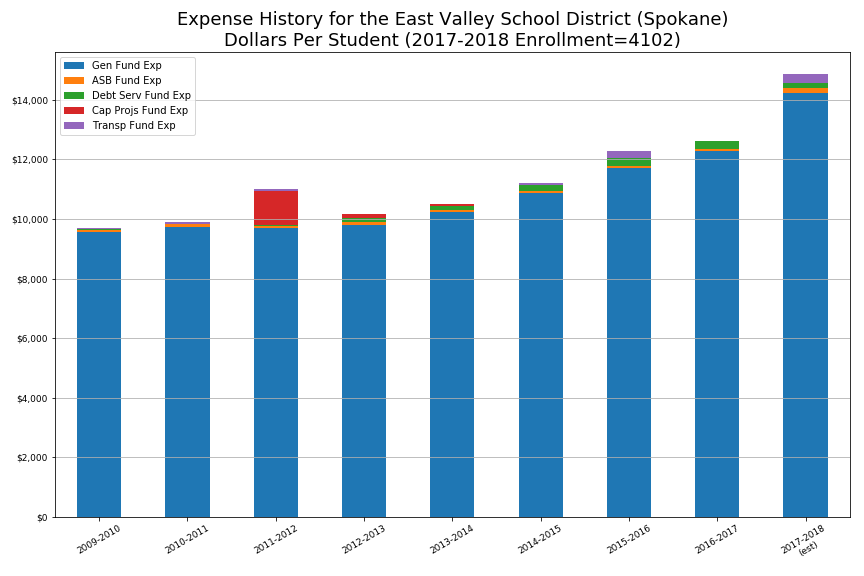 Expense History for the East Valley School District (Spokane)
Dollars Per Student (2017-2018 Enrollment=4102)
Gen Fund Exp
ASB Fund Exp
Debt Serv Fund Exp
Cap Projs Fund Exp
Transp Fund Exp
$14,000
$12,000
$10,000
$8,000
$6,000
$4,000
$2,000
$0
2009-2010
2010-2011
2011-2012
2012-2013
2013-2014
2014-2015
2015-2016
2016-2017
2017-2018
(est)